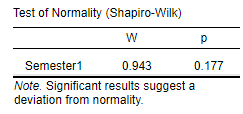 Test of Normality (Shapiro-Wilk)
W p
Semester1 0.943 0.177
Note. Significant results suggest a
deviation from normality.